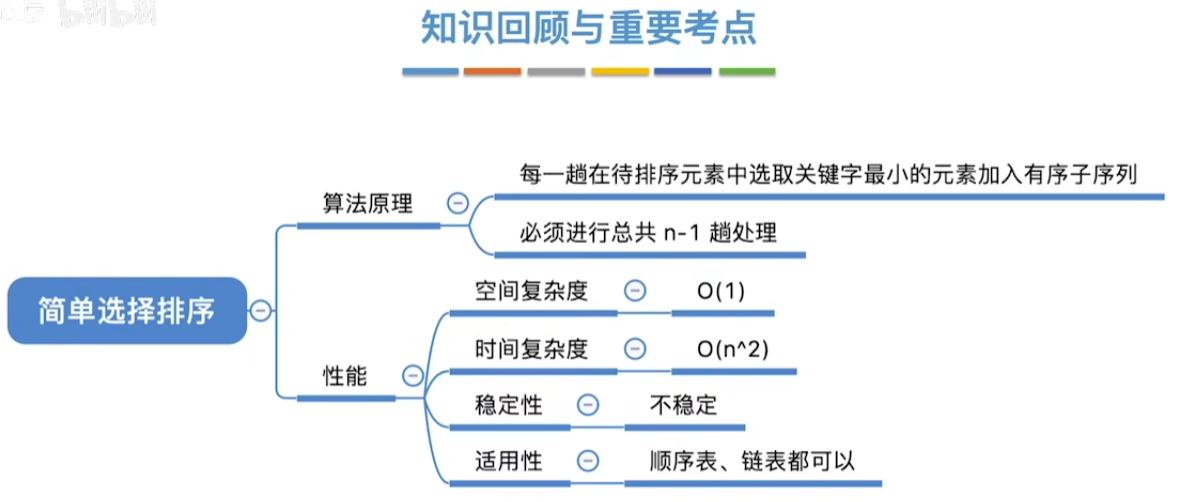 bilibili
知识回顾与重要考点
每一趟在待排序元素中选取关键字最小的元素加入有序子序列
算法原理
必须进行总共 n-1 趟处理
空间复杂度 O(1)
简单选择排序
时间复杂度 O(n^2)
性能
稳定性 不稳定
适用性 顺序表、链表都可以